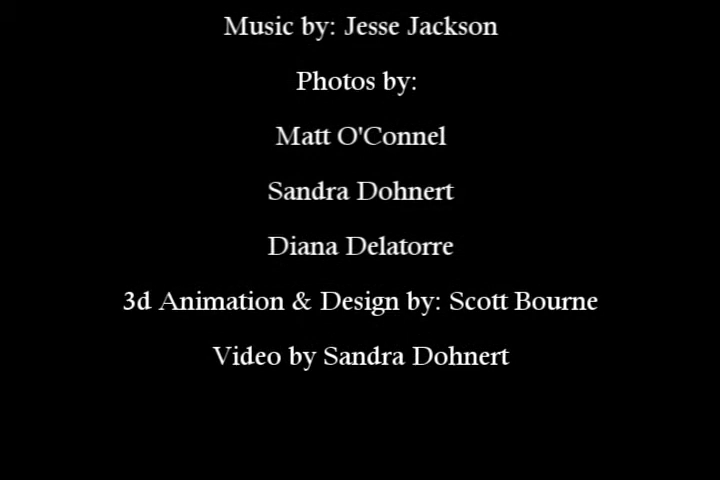 Music by: Jesse Jackson
Photos by:
Matt O'Connel
Sandra Dohnert
Diana Delatorre
3d Animation & Design by: Scott Bourne
Video by Sandra Dohnert